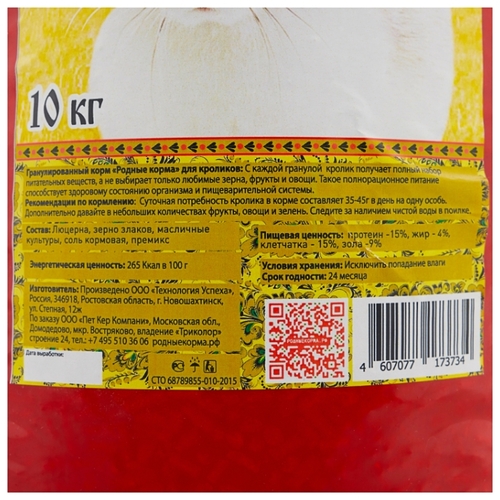 10 кг
Гранулированный корм «Родные корма» для кроликов: С каждой гранулой кролик получает полный набор
питательных веществ, а не выбирает только любимые зерна, фрукты и овощи. Такое полнорационное питание
способствует здоровому состоянию организма и пищеварительной системы.
Рекомендации по кормлению: Суточная потребность кролика в корме составляет 35-45г в день на одну особь.
Дополнительно давайте в небольших количествах фрукты, овощи и зелень. Следите за наличием чистой воды в поилке.
Состав: Люцерна, зерно злаков, масличные
культуры, соль кормовая, премикс
Энергетическая ценность: 265 Ккал в 100 г
Пищевая ценность: протеин -15%, жир - 4%,
клетчатка - 15%, зола -9%
Условия хранения: Исключить попадание влаги
Срок годности: 24 месяца
Изготовитель: Произведено ООО «Технология Успеха»,
Россия, 346918, Ростовская область, г. Новошахтинск,
ул. Степная, 12ж
По заказу ООО «Пет Кер Компани», Московская обл.,
Домодедово, мкр. Востряково, владение «Триколор»
строение 24, тел.: +7 495 510 36 06 родныекорма.рф
Дата выработки:
СТО 68789855-010-2015
РОДНЫЕКОРМА.РФ
4 607077 173734